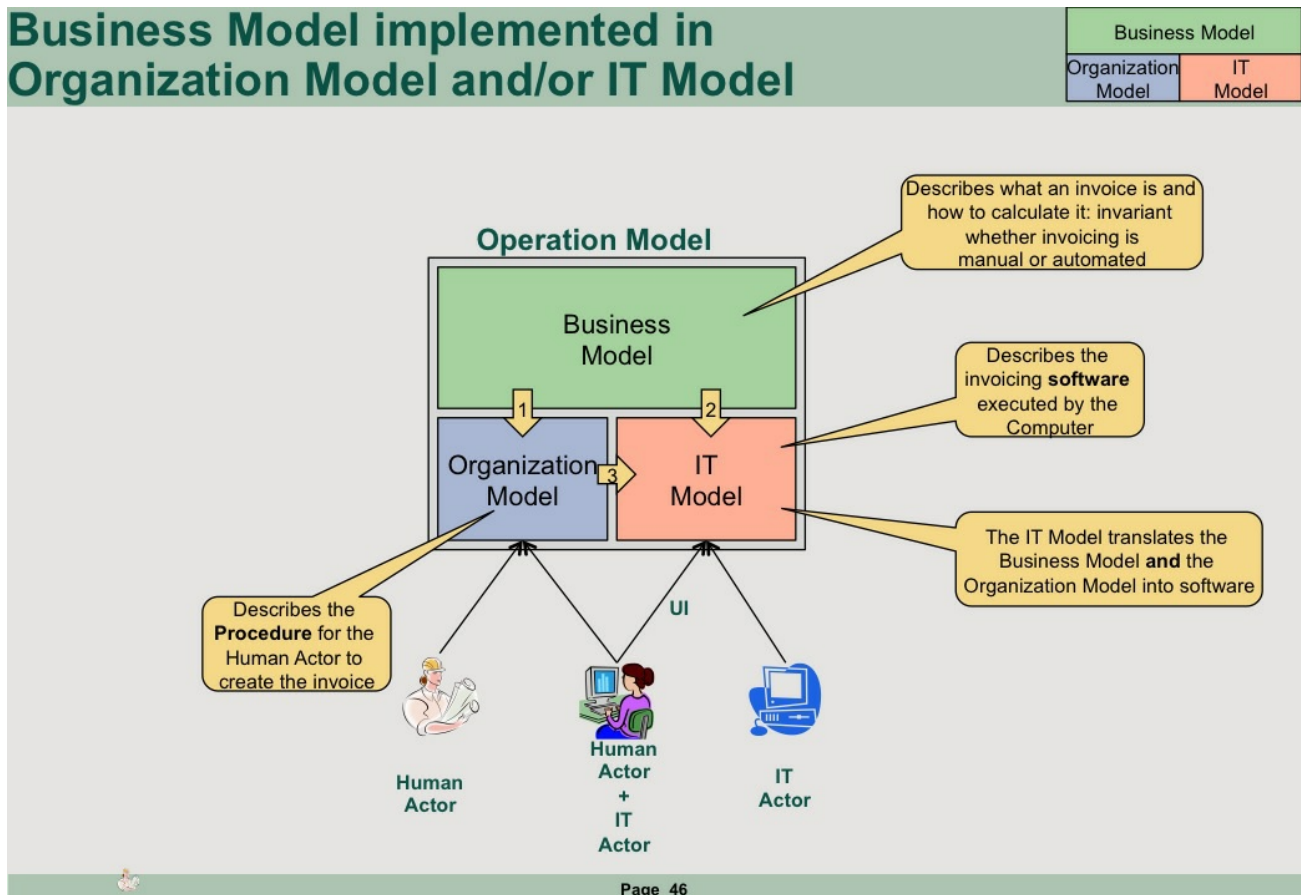 Business Model implemented in
Organization Model and/or IT Model
Business Model
Organization
Model
IT
Model
Describes what an invoice is and
how to calculate it: invariant
whether invoicing is
manual or automated
Operation Model
Business
Model
Describes the
invoicing software
executed by the
Computer
1
2
Organization
Model
3
IT
Model
The IT Model translates the
Business Model and the
Organization Model into software
Describes the
Procedure for the
Human Actor to
create the invoice
UI
Human
Actor
Human
Actor
+
IT
Actor
IT
Actor
Page 46